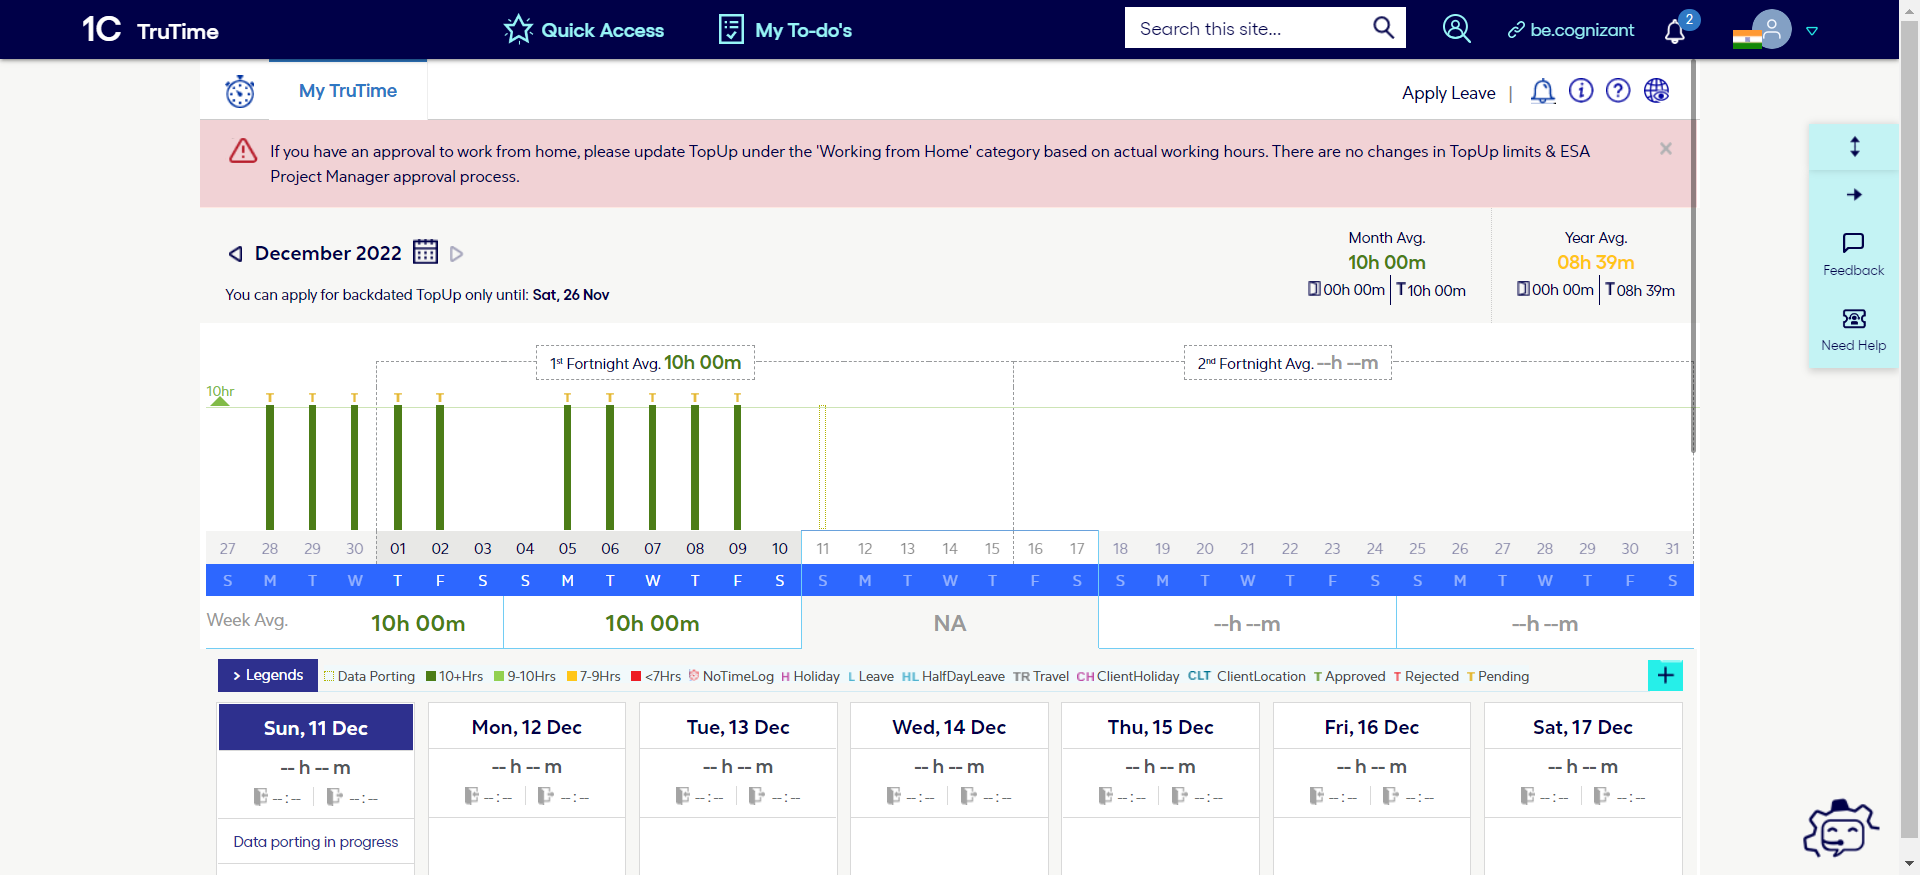 1C TruTime
Quick Access
My To-do's
Search this site...
be.cognizant
2
My TruTime
Apply Leave |
If you have an approval to work from home, please update TopUp under the 'Working from Home' category based on actual working hours. There are no changes in TopUp limits & ESA
Project Manager approval process.
×
Feedback
Need Help
December 2022
You can apply for backdated TopUp only until: Sat, 26 Nov
Month Avg.
10h 00m
00h 00m T 10h 00m
Year Avg.
08h 39m
00h 00m T 08h 39m
1st Fortnight Avg. 10h 00m
2nd Fortnight Avg. --h --m
10hr
T T T T T T T T T T
27 28 29 30 01 02 03 04 05 06 07 08 09 10 11 12 13 14 15 16 17 18 19 20 21 22 23 24 25 26 27 28 29 30 31
S M T W T F S S M T W T F S S M T W T F S S M T W T F S S M T W T F S
Week Avg. 10h 00m 10h 00m NA --h --m --h --m
> Legends Data Porting 10+Hrs 9-10Hrs 7-9Hrs <7Hrs NoTimeLog H Holiday L Leave HL HalfDayLeave TR Travel CH ClientHoliday CLT ClientLocation T Approved T Rejected T Pending +
Sun, 11 Dec Mon, 12 Dec Tue, 13 Dec Wed, 14 Dec Thu, 15 Dec Fri, 16 Dec Sat, 17 Dec
-- h -- m -- h -- m -- h -- m -- h -- m -- h -- m -- h -- m -- h -- m
--:-- --:-- --:-- --:-- --:-- --:-- --:-- --:-- --:-- --:-- --:-- --:-- --:-- --:--
Data porting in progress